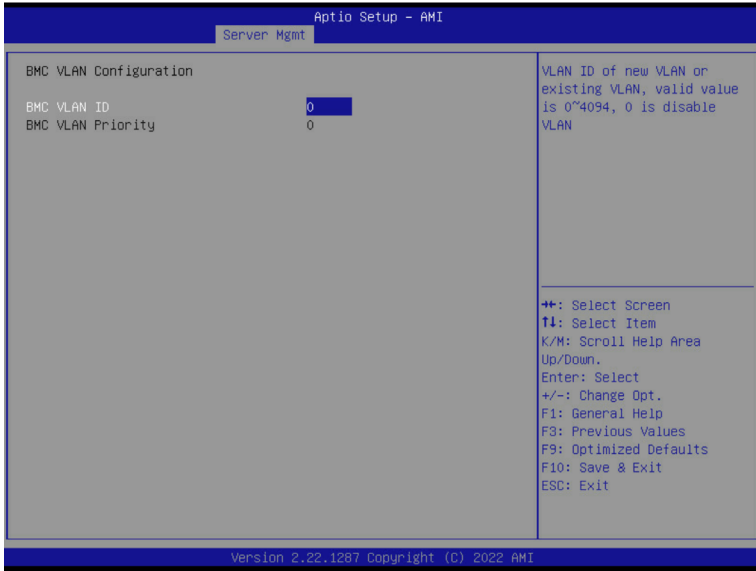 Aptio Setup – AMI
Server Mgmt
BMC VLAN Configuration
BMC VLAN ID 0
BMC VLAN Priority 0
VLAN ID of new VLAN or
existing VLAN, valid value
is 0~4094, 0 is disable
VLAN
→←: Select Screen
↑↓: Select Item
K/M: Scroll Help Area
Up/Down.
Enter: Select
+/-: Change Opt.
F1: General Help
F3: Previous Values
F9: Optimized Defaults
F10: Save & Exit
ESC: Exit
Version 2.22.1287 Copyright (C) 2022 AMI